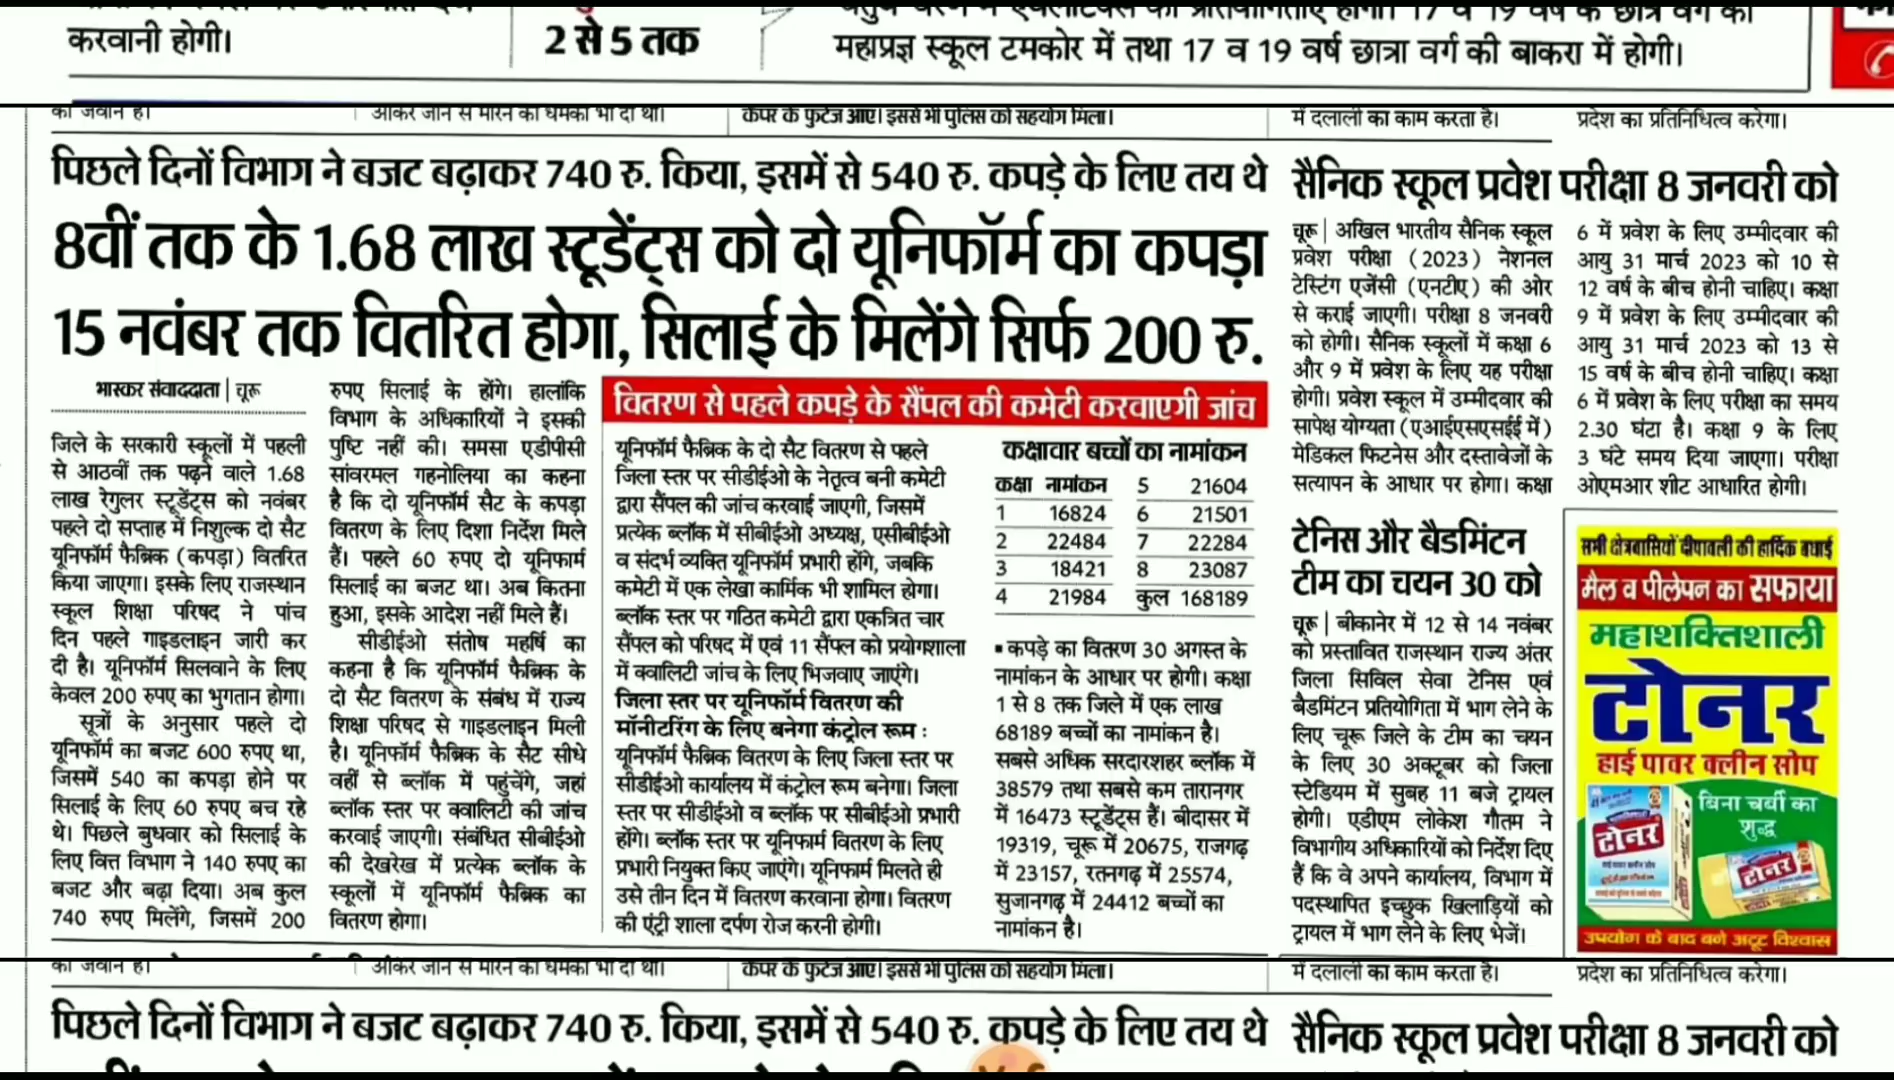 करवानी होगी।
2 से 5 तक
महाप्रज्ञ स्कूल टमकोर में तथा 17 व 19 वर्ष छात्रा वर्ग की बाकरा में होगी।
पिछले दिनों विभाग ने बजट बढ़ाकर 740 रु. किया, इसमें से 540 रु. कपड़े के लिए तय थे
8वीं तक के 1.68 लाख स्टूडेंट्स को दो यूनिफॉर्म का कपड़ा
15 नवंबर तक वितरित होगा, सिलाई के मिलेंगे सिर्फ 200 रु.
भास्कर संवाददाता | चूरू
जिले के सरकारी स्कूलों में पहली
से आठवीं तक पढ़ने वाले 1.68
लाख रेगुलर स्टूडेंट्स को नवंबर
पहले दो सप्ताह में निशुल्क दो सैट
यूनिफॉर्म फैब्रिक (कपड़ा) वितरित
किया जाएगा। इसके लिए राजस्थान
स्कूल शिक्षा परिषद ने पांच
दिन पहले गाइडलाइन जारी कर
दी है। यूनिफॉर्म सिलवाने के लिए
केवल 200 रुपए का भुगतान होगा।
सूत्रों के अनुसार पहले दो
यूनिफॉर्म का बजट 600 रुपए था,
जिसमें 540 का कपड़ा होने पर
सिलाई के लिए 60 रुपए बच रहे
थे। पिछले बुधवार को सिलाई के
लिए वित्त विभाग ने 140 रुपए का
बजट और बढ़ा दिया। अब कुल
740 रुपए मिलेंगे, जिसमें 200
रुपए सिलाई के होंगे। हालांकि
विभाग के अधिकारियों ने इसकी
पुष्टि नहीं की। समसा एडीपीसी
सांवरमल गहनोलिया का कहना
है कि दो यूनिफॉर्म सैट के कपड़ा
वितरण के लिए दिशा निर्देश मिले
हैं। पहले 60 रुपए दो यूनिफार्म
सिलाई का बजट था। अब कितना
हुआ, इसके आदेश नहीं मिले हैं।
सीडीईओ संतोष महर्षि का
कहना है कि यूनिफॉर्म फैब्रिक के
दो सैट वितरण के संबंध में राज्य
शिक्षा परिषद से गाइडलाइन मिली
है। यूनिफॉर्म फैब्रिक के सैट सीधे
वहीं से ब्लॉक में पहुंचेंगे, जहां
ब्लॉक स्तर पर क्वालिटी की जांच
करवाई जाएगी। संबंधित सीबीईओ
की देखरेख में प्रत्येक ब्लॉक के
स्कूलों में यूनिफॉर्म फैब्रिक का
वितरण होगा।
वितरण से पहले कपड़े के सैंपल की कमेटी करवाएगी जांच
यूनिफॉर्म फैब्रिक के दो सैट वितरण से पहले
जिला स्तर पर सीडीईओ के नेतृत्व बनी कमेटी
द्वारा सैंपल की जांच करवाई जाएगी, जिसमें
प्रत्येक ब्लॉक में सीबीईओ अध्यक्ष, एसीबीईओ
व संदर्भ व्यक्ति यूनिफॉर्म प्रभारी होंगे, जबकि
कमेटी में एक लेखा कार्मिक भी शामिल होगा।
ब्लॉक स्तर पर गठित कमेटी द्वारा एकत्रित चार
सैंपल को परिषद में एवं 11 सैंपल को प्रयोगशाला
में क्वालिटी जांच के लिए भिजवाए जाएंगे।
जिला स्तर पर यूनिफॉर्म वितरण की
मॉनीटरिंग के लिए बनेगा कंट्रोल रूम :
यूनिफॉर्म फैब्रिक वितरण के लिए जिला स्तर पर
सीडीईओ कार्यालय में कंट्रोल रूम बनेगा। जिला
स्तर पर सीडीईओ व ब्लॉक पर सीबीईओ प्रभारी
होंगे। ब्लॉक स्तर पर यूनिफार्म वितरण के लिए
प्रभारी नियुक्त किए जाएंगे। यूनिफार्म मिलते ही
उसे तीन दिन में वितरण करवाना होगा। वितरण
की एंट्री शाला दर्पण रोज करनी होगी।
कक्षावार बच्चों का नामांकन
कक्षा नामांकन 5 21604
1 16824 6 21501
2 22484 7 22284
3 18421 8 23087
4 21984 कुल 168189
▪ कपड़े का वितरण 30 अगस्त के
नामांकन के आधार पर होगी। कक्षा
1 से 8 तक जिले में एक लाख
68189 बच्चों का नामांकन है।
सबसे अधिक सरदारशहर ब्लॉक में
38579 तथा सबसे कम तारानगर
में 16473 स्टूडेंट्स हैं। बीदासर में
19319, चूरू में 20675, राजगढ़
में 23157, रतनगढ़ में 25574,
सुजानगढ़ में 24412 बच्चों का
नामांकन है।
सैनिक स्कूल प्रवेश परीक्षा 8 जनवरी को
चूरू | अखिल भारतीय सैनिक स्कूल
प्रवेश परीक्षा (2023) नेशनल
टेस्टिंग एजेंसी (एनटीए) की ओर
से कराई जाएगी। परीक्षा 8 जनवरी
को होगी। सैनिक स्कूलों में कक्षा 6
और 9 में प्रवेश के लिए यह परीक्षा
होगी। प्रवेश स्कूल में उम्मीदवार की
सापेक्ष योग्यता (एआईएसएसईई में)
मेडिकल फिटनेस और दस्तावेजों के
सत्यापन के आधार पर होगा। कक्षा
6 में प्रवेश के लिए उम्मीदवार की
आयु 31 मार्च 2023 को 10 से
12 वर्ष के बीच होनी चाहिए। कक्षा
9 में प्रवेश के लिए उम्मीदवार की
आयु 31 मार्च 2023 को 13 से
15 वर्ष के बीच होनी चाहिए। कक्षा
6 में प्रवेश के लिए परीक्षा का समय
2.30 घंटा है। कक्षा 9 के लिए
3 घंटे समय दिया जाएगा। परीक्षा
ओएमआर शीट आधारित होगी।
टेनिस और बैडमिंटन
टीम का चयन 30 को
चूरू | बीकानेर में 12 से 14 नवंबर
को प्रस्तावित राजस्थान राज्य अंतर
जिला सिविल सेवा टेनिस एवं
बैडमिंटन प्रतियोगिता में भाग लेने के
लिए चूरू जिले के टीम का चयन
के लिए 30 अक्टूबर को जिला
स्टेडियम में सुबह 11 बजे ट्रायल
होगी। एडीएम लोकेश गौतम ने
विभागीय अधिकारियों को निर्देश दिए
हैं कि वे अपने कार्यालय, विभाग में
पदस्थापित इच्छुक खिलाड़ियों को
ट्रायल में भाग लेने के लिए भेजें।
सभी क्षेत्रवासियों दीपावली की हार्दिक बधाई
मैल व पीलेपन का सफाया
महाशक्तिशाली
टोनर
हाई पावर क्लीन सोप
बिना चर्बी का
शुद्ध
टोनर
टोनर
उपयोग के बाद बने अटूट विश्वास
में दलाली का काम करता है।
प्रदेश का प्रतिनिधित्व करेगा।
पिछले दिनों विभाग ने बजट बढ़ाकर 740 रु. किया, इसमें से 540 रु. कपड़े के लिए तय थे
सैनिक स्कूल प्रवेश परीक्षा 8 जनवरी को